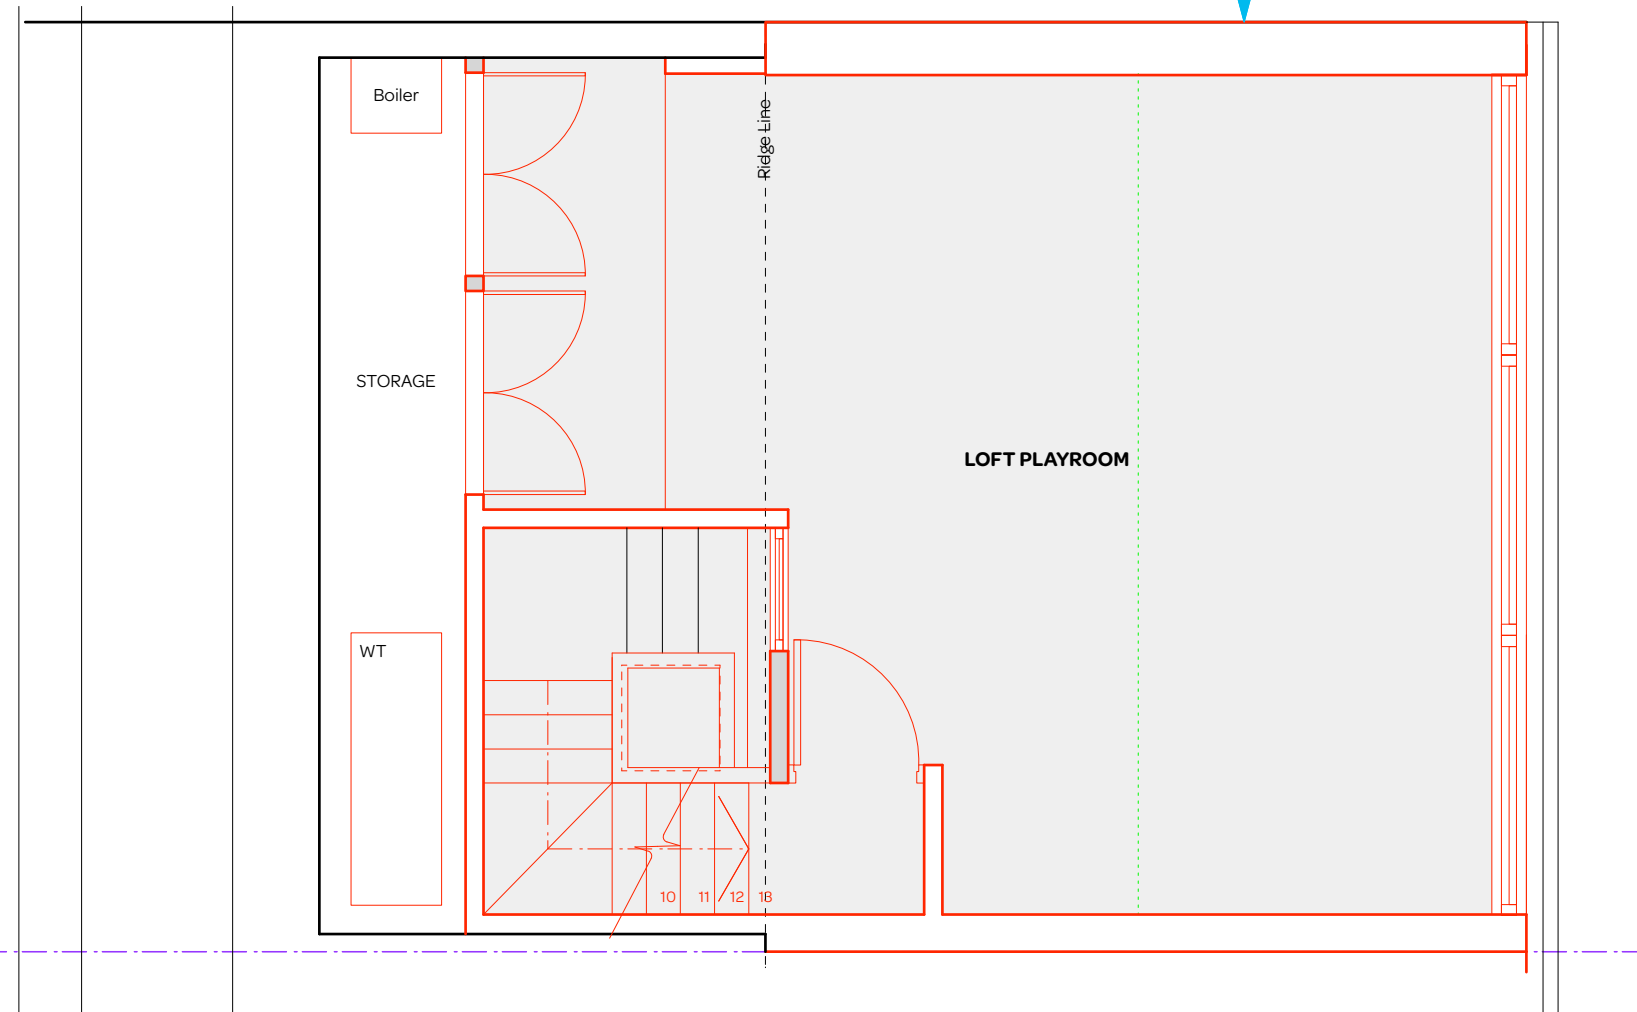 Boiler
Ridge Line
STORAGE
LOFT PLAYROOM
WT
10 11 12 13